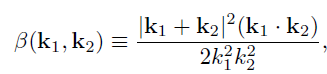 β(𝐤₁, 𝐤₂) ≡ |𝐤₁ + 𝐤₂|²(𝐤₁ · 𝐤₂) / 2k₁²k₂²,